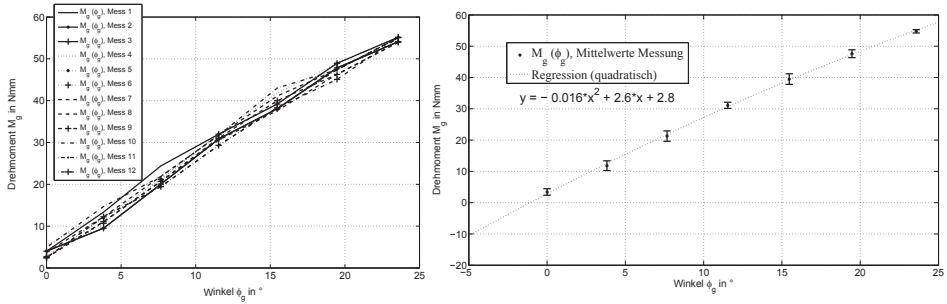 M_g(ϕ_g), Mess 1
M_g(ϕ_g), Mess 2
M_g(ϕ_g), Mess 3
M_g(ϕ_g), Mess 4
M_g(ϕ_g), Mess 5
M_g(ϕ_g), Mess 6
M_g(ϕ_g), Mess 7
M_g(ϕ_g), Mess 8
M_g(ϕ_g), Mess 9
M_g(ϕ_g), Mess 10
M_g(ϕ_g), Mess 11
M_g(ϕ_g), Mess 12
Drehmoment M_g in Nmm
60
50
40
30
20
10
0
0 5 10 15 20 25
Winkel ϕ_g in °
M_g(ϕ_g), Mittelwerte Messung
Regression (quadratisch)
y = − 0.016*x^2 + 2.6*x + 2.8
Drehmoment M_g in Nmm
60
50
40
30
20
10
0
−10
−20
−5 0 5 10 15 20 25
Winkel ϕ_g in °